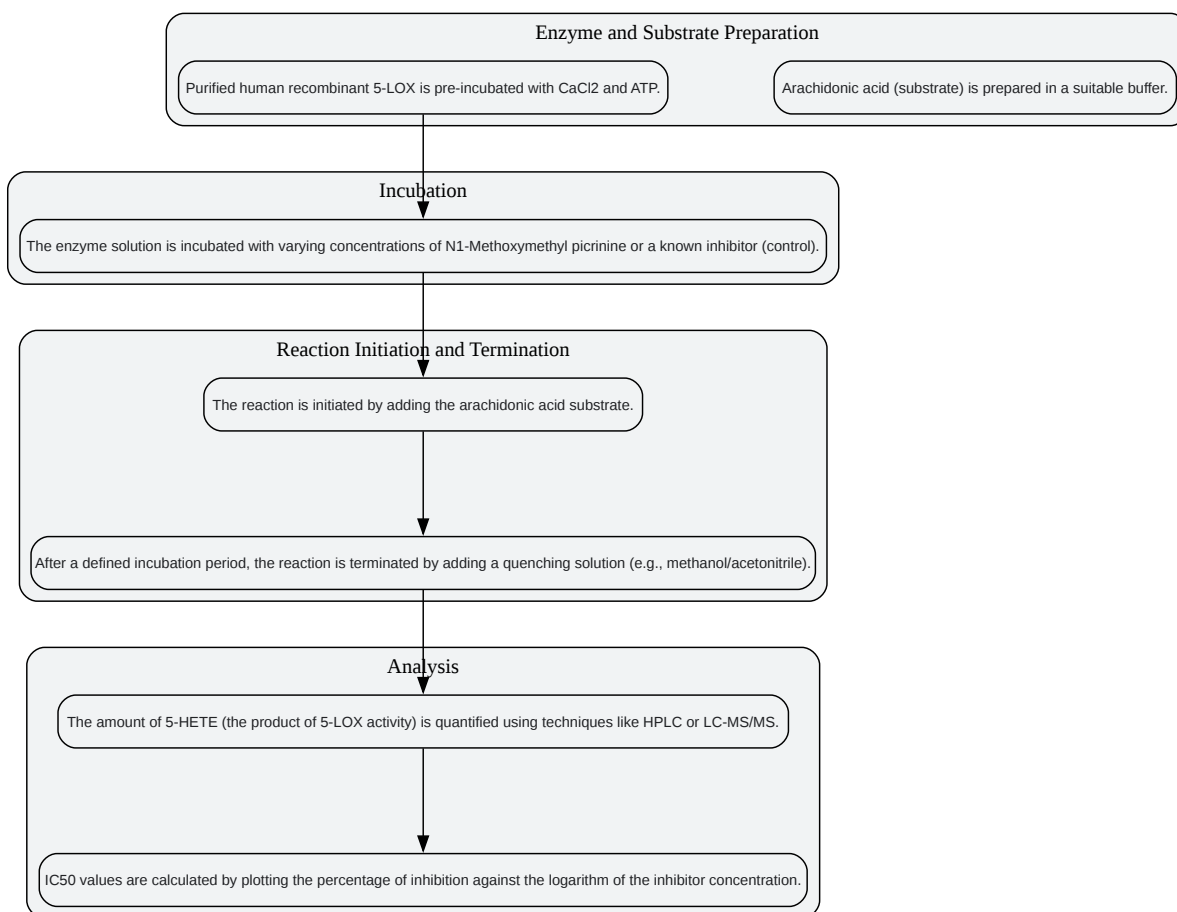 Enzyme and Substrate Preparation
Purified human recombinant 5-LOX is pre-incubated with CaCl2 and ATP.
Arachidonic acid (substrate) is prepared in a suitable buffer.
Incubation
The enzyme solution is incubated with varying concentrations of N1-Methoxymethyl picrinine or a known inhibitor (control).
Reaction Initiation and Termination
The reaction is initiated by adding the arachidonic acid substrate.
After a defined incubation period, the reaction is terminated by adding a quenching solution (e.g., methanol/acetonitrile).
Analysis
The amount of 5-HETE (the product of 5-LOX activity) is quantified using techniques like HPLC or LC-MS/MS.
IC50 values are calculated by plotting the percentage of inhibition against the logarithm of the inhibitor concentration.